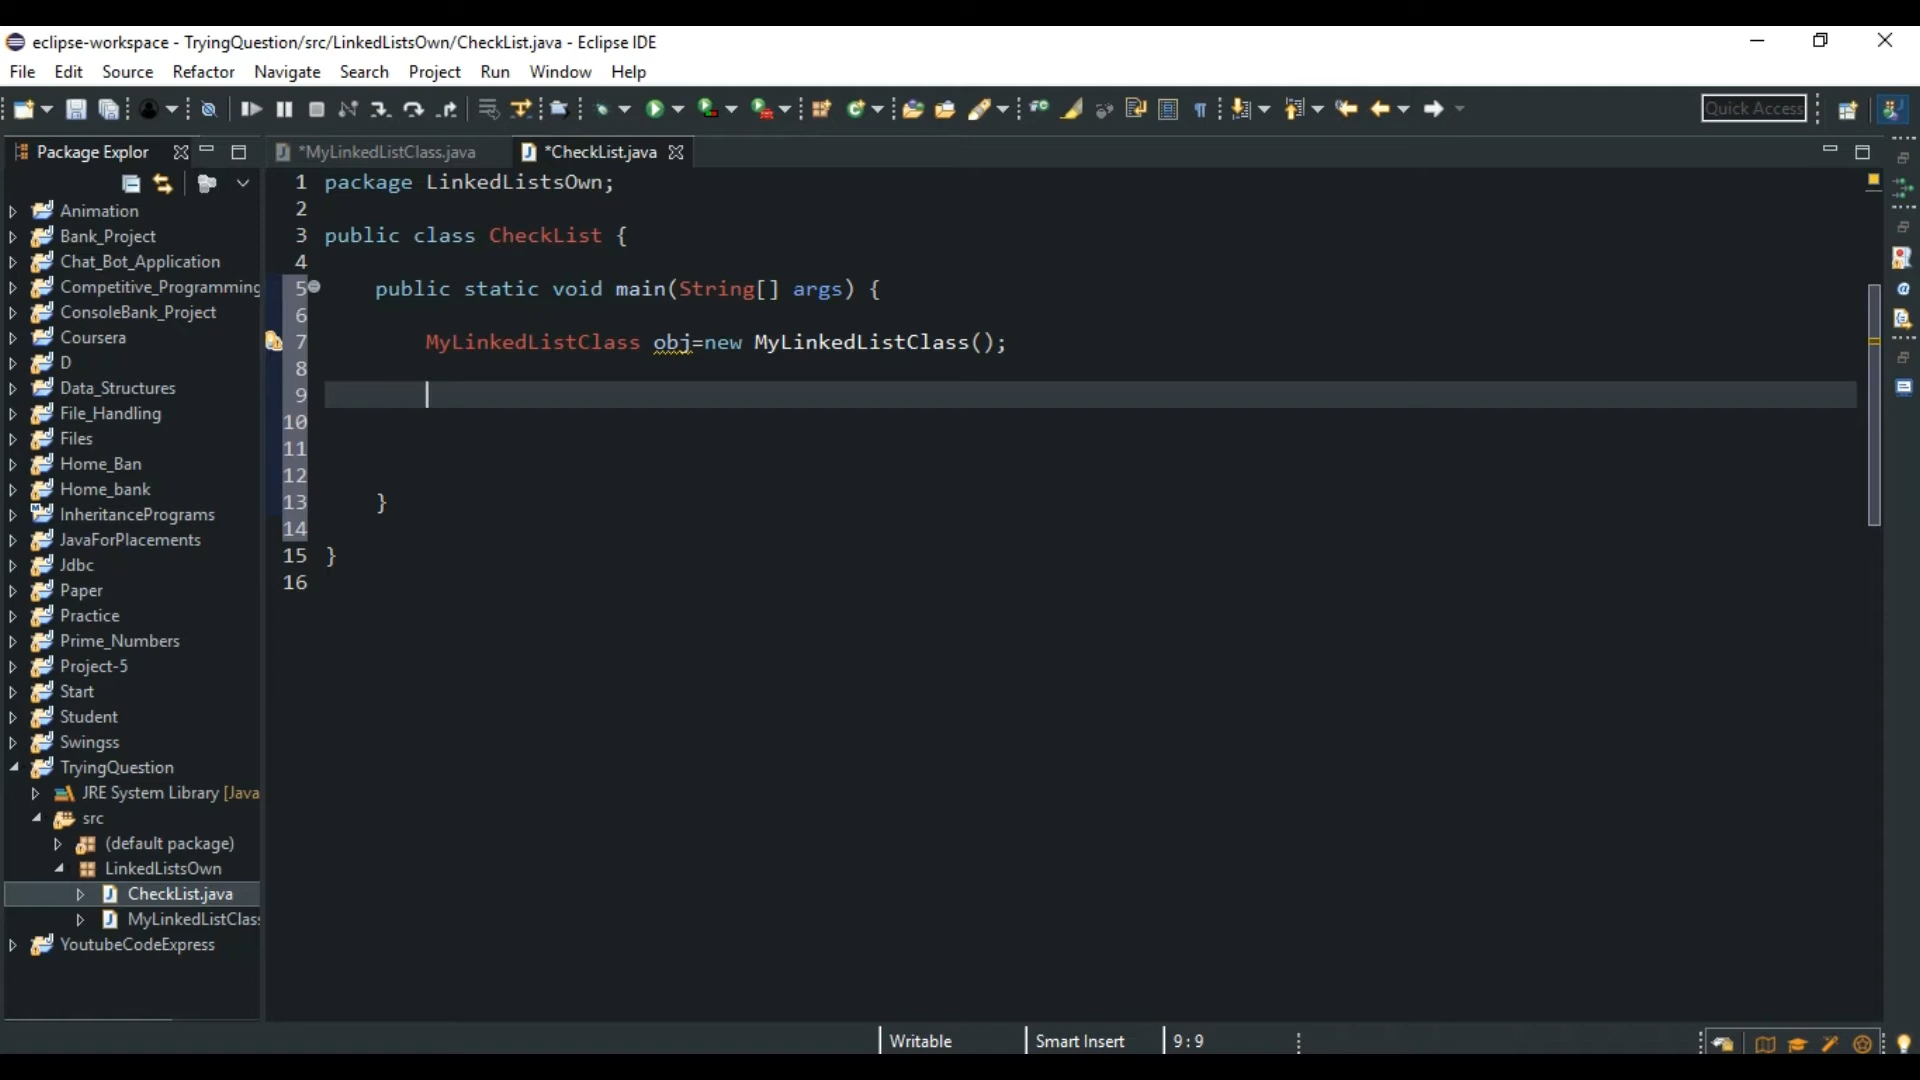 eclipse-workspace - TryingQuestion/src/LinkedListsOwn/CheckList.java - Eclipse IDE
File Edit Source Refactor Navigate Search Project Run Window Help
Quick Access
Package Explor
*MyLinkedListClass.java
*CheckList.java
Animation
Bank_Project
Chat_Bot_Application
Competitive_Programming
ConsoleBank_Project
Coursera
D
Data_Structures
File_Handling
Files
Home_Ban
Home_bank
InheritancePrograms
JavaForPlacements
Jdbc
Paper
Practice
Prime_Numbers
Project-5
Start
Student
Swingss
TryingQuestion
JRE System Library [Java
src
(default package)
LinkedListsOwn
CheckList.java
MyLinkedListClas
YoutubeCodeExpress
1 package LinkedListsOwn;
2
3 public class CheckList {
4
5 public static void main(String[] args) {
6
7 MyLinkedListClass obj=new MyLinkedListClass();
8
9
10
11
12
13 }
14
15 }
16
Writable Smart Insert 9 : 9